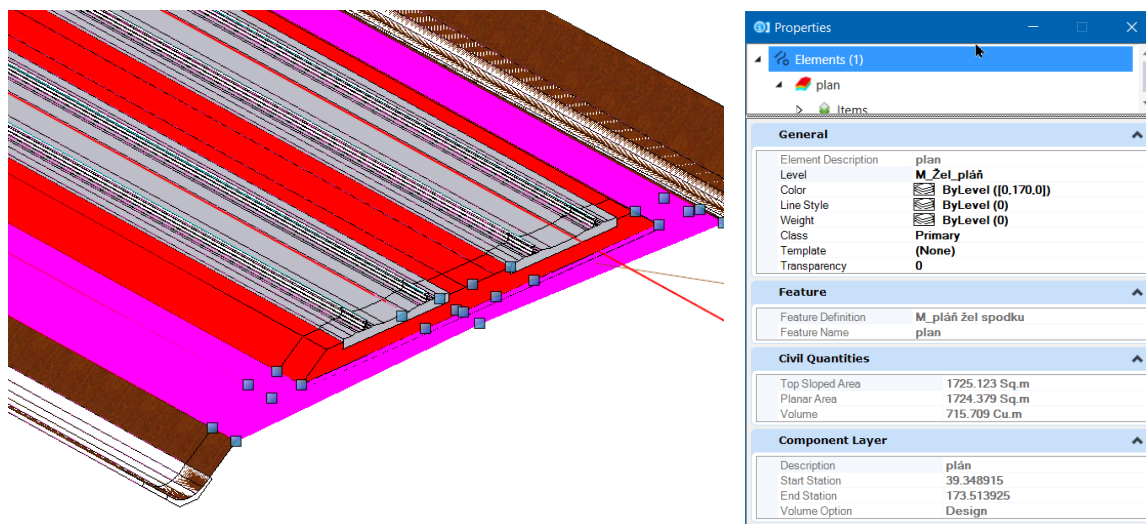 Properties
Elements (1)
plan
Items
General
Element Description plan
Level M_Žel_pláň
Color ByLevel ([0,170,0])
Line Style ByLevel (0)
Weight ByLevel (0)
Class Primary
Template (None)
Transparency 0
Feature
Feature Definition M_pláň žel spodku
Feature Name plan
Civil Quantities
Top Sloped Area 1725.123 Sq.m
Planar Area 1724.379 Sq.m
Volume 715.709 Cu.m
Component Layer
Description plán
Start Station 39.348915
End Station 173.513925
Volume Option Design